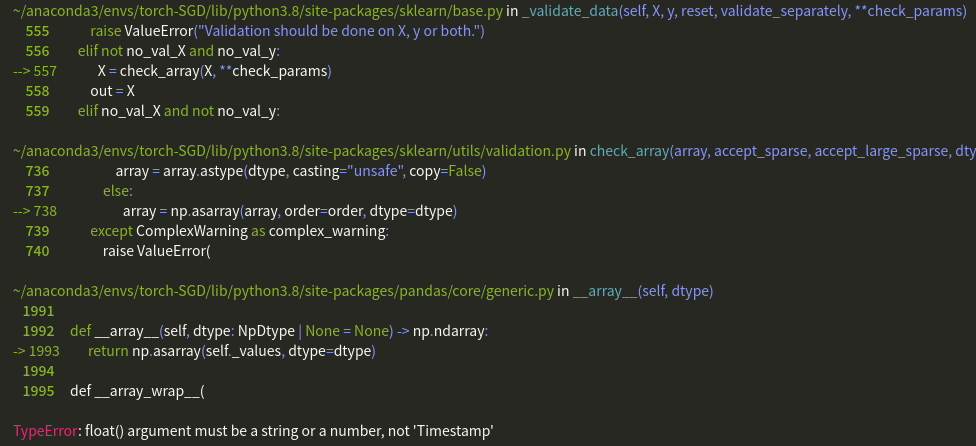 ~/anaconda3/envs/torch-SGD/lib/python3.8/site-packages/sklearn/base.py in _validate_data(self, X, y, reset, validate_separately, **check_params)
555 raise ValueError("Validation should be done on X, y or both.")
556 elif not no_val_X and no_val_y:
--> 557 X = check_array(X, **check_params)
558 out = X
559 elif no_val_X and not no_val_y:
~/anaconda3/envs/torch-SGD/lib/python3.8/site-packages/sklearn/utils/validation.py in check_array(array, accept_sparse, accept_large_sparse, dty
736 array = array.astype(dtype, casting="unsafe", copy=False)
737 else:
--> 738 array = np.asarray(array, order=order, dtype=dtype)
739 except ComplexWarning as complex_warning:
740 raise ValueError(
~/anaconda3/envs/torch-SGD/lib/python3.8/site-packages/pandas/core/generic.py in __array__(self, dtype)
1991
1992 def __array__(self, dtype: NpDtype | None = None) -> np.ndarray:
-> 1993 return np.asarray(self._values, dtype=dtype)
1994
1995 def __array_wrap__(
TypeError: float() argument must be a string or a number, not 'Timestamp'